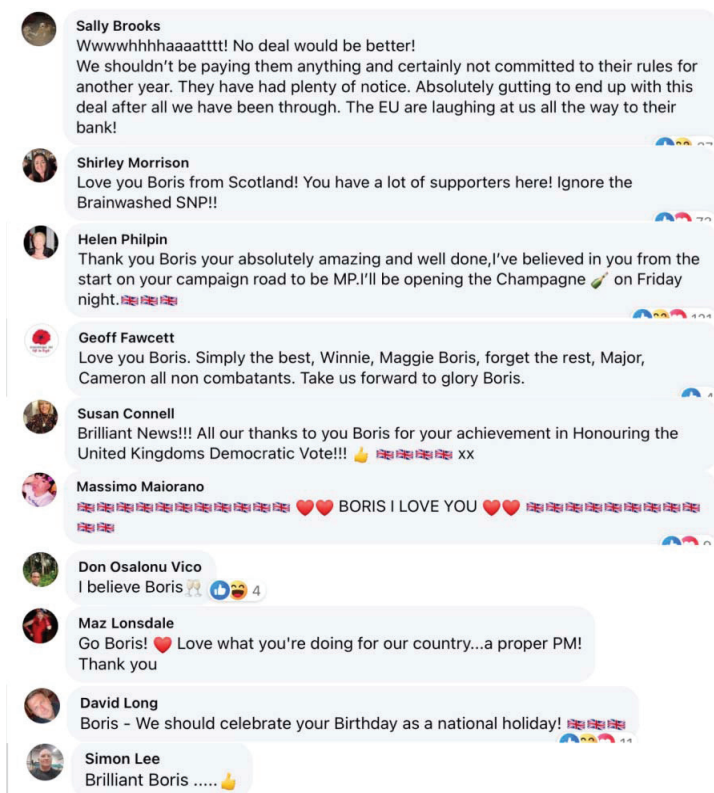 Sally Brooks
Wwwwhhhhaaaatttt! No deal would be better!
We shouldn't be paying them anything and certainly not committed to their rules for
another year. They have had plenty of notice. Absolutely gutting to end up with this
deal after all we have been through. The EU are laughing at us all the way to their
bank!
Shirley Morrison
Love you Boris from Scotland! You have a lot of supporters here! Ignore the
Brainwashed SNP!!
Helen Philpin
Thank you Boris your absolutely amazing and well done,I've believed in you from the
start on your campaign road to be MP.I'll be opening the Champagne 🍾 on Friday
night.🇬🇧🇬🇧🇬🇧
Geoff Fawcett
Love you Boris. Simply the best, Winnie, Maggie Boris, forget the rest, Major,
Cameron all non combatants. Take us forward to glory Boris.
Susan Connell
Brilliant News!!! All our thanks to you Boris for your achievement in Honouring the
United Kingdoms Democratic Vote!!! 👍 🇬🇧🇬🇧🇬🇧🇬🇧 xx
Massimo Maiorano
🇬🇧🇬🇧🇬🇧🇬🇧🇬🇧🇬🇧🇬🇧🇬🇧🇬🇧🇬🇧🇬🇧 ❤️❤️ BORIS I LOVE YOU ❤️❤️ 🇬🇧🇬🇧🇬🇧🇬🇧🇬🇧🇬🇧🇬🇧🇬🇧🇬🇧
🇬🇧🇬🇧
Don Osalonu Vico
I believe Boris🥂 4
Maz Lonsdale
Go Boris! ❤️ Love what you're doing for our country...a proper PM!
Thank you
David Long
Boris - We should celebrate your Birthday as a national holiday! 🇬🇧🇬🇧🇬🇧
Simon Lee
Brilliant Boris .....👍